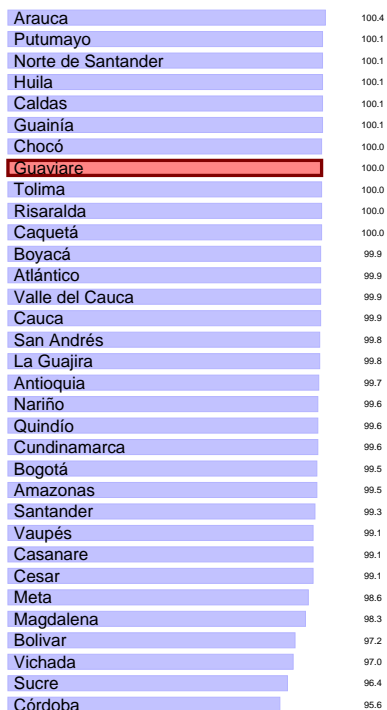 Arauca 100.4
Putumayo 100.1
Norte de Santander 100.1
Huila 100.1
Caldas 100.1
Guainía 100.1
Chocó 100.0
Guaviare 100.0
Tolima 100.0
Risaralda 100.0
Caquetá 100.0
Boyacá 99.9
Atlántico 99.9
Valle del Cauca 99.9
Cauca 99.9
San Andrés 99.8
La Guajira 99.8
Antioquia 99.7
Nariño 99.6
Quindío 99.6
Cundinamarca 99.6
Bogotá 99.5
Amazonas 99.5
Santander 99.3
Vaupés 99.1
Casanare 99.1
Cesar 99.1
Meta 98.6
Magdalena 98.3
Bolivar 97.2
Vichada 97.0
Sucre 96.4
Córdoba 95.6